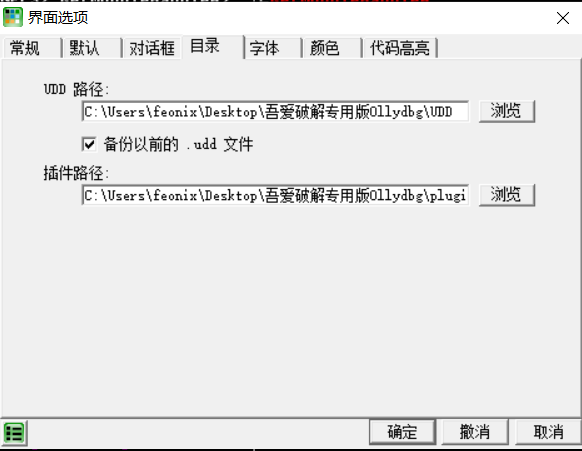 界面选项
常规 默认 对话框 目录 字体 颜色 代码高亮
UDD 路径:
C:\Users\feonix\Desktop\吾爱破解专用版Ollydbg\UDD 浏览
备份以前的 .udd 文件
插件路径:
C:\Users\feonix\Desktop\吾爱破解专用版Ollydbg\plugi 浏览
确定 撤消 取消